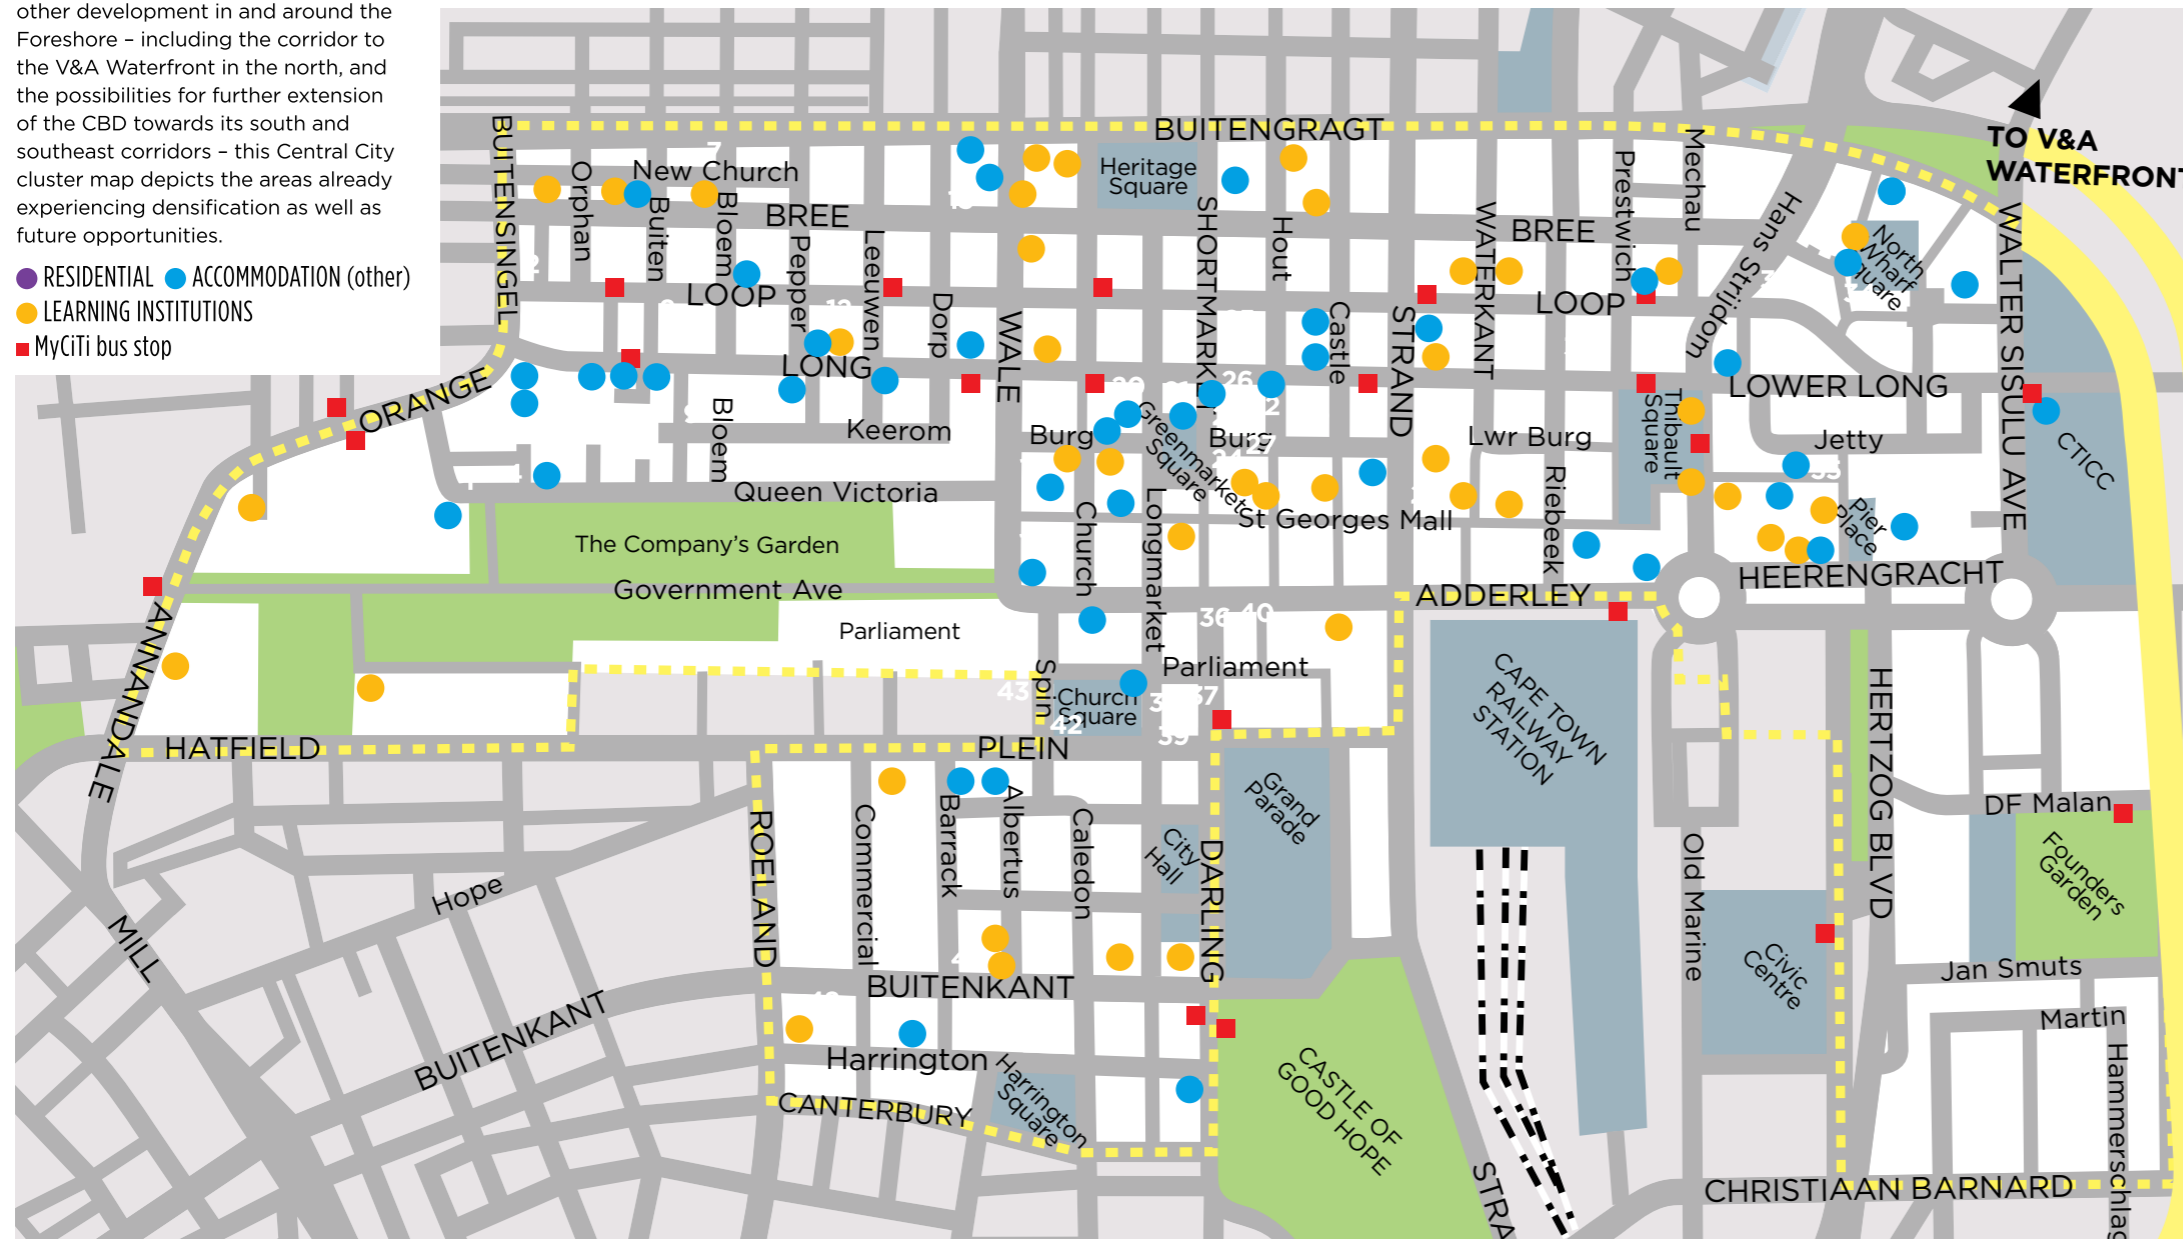 other development in and around the
Foreshore – including the corridor to
the V&A Waterfront in the north, and
the possibilities for further extension
of the CBD towards its south and
southeast corridors – this Central City
cluster map depicts the areas already
experiencing densification as well as
future opportunities.
RESIDENTIAL ACCOMMODATION (other)
LEARNING INSTITUTIONS
MyCiTi bus stop
BUITENGRAGT
TO V&A
WATERFRONT
BUITENSINGEL
Orphan
New Church
7
Buiten
Bloem
BREE
Pepper
Leeuwen
LOOP
Dorp
WALE
LONG
Heritage
Square
SHORTMARKET
Hout
Castle
STRAND
WATERKANT
BREE
Prestwich
Mechau
LOOP
Hans Strijdom
North
Wharf
Square
WALTER SISULU AVE
LOWER LONG
CTICC
ORANGE
Bloem
Keerom
Burg
Greenmarket
Square
26
Burg
27
Lwr Burg
Thibault
Square
Jetty
Queen Victoria
Church
Longmarket
St Georges Mall
Riebeek
Pier
Place
The Company's Garden
Government Ave
HEERENGRACHT
ADDERLEY
36
40
Parliament
Parliament
ANNANDALE
43
Spin
Church
Square
42
37
39
HATFIELD
PLEIN
CAPE TOWN
RAILWAY
STATION
HERTZOG BLVD
Grand
Parade
DF Malan
ROELAND
Commercial
Barrack
Albertus
Caledon
City
Hall
DARLING
Old Marine
Founders
Garden
Hope
MILL
Civic
Centre
Jan Smuts
BUITENKANT
BUITENKANT
Martin
Harrington
Harrington
Square
CANTERBURY
CASTLE OF
GOOD HOPE
Hammerschlag
STRA
CHRISTIAAN BARNARD